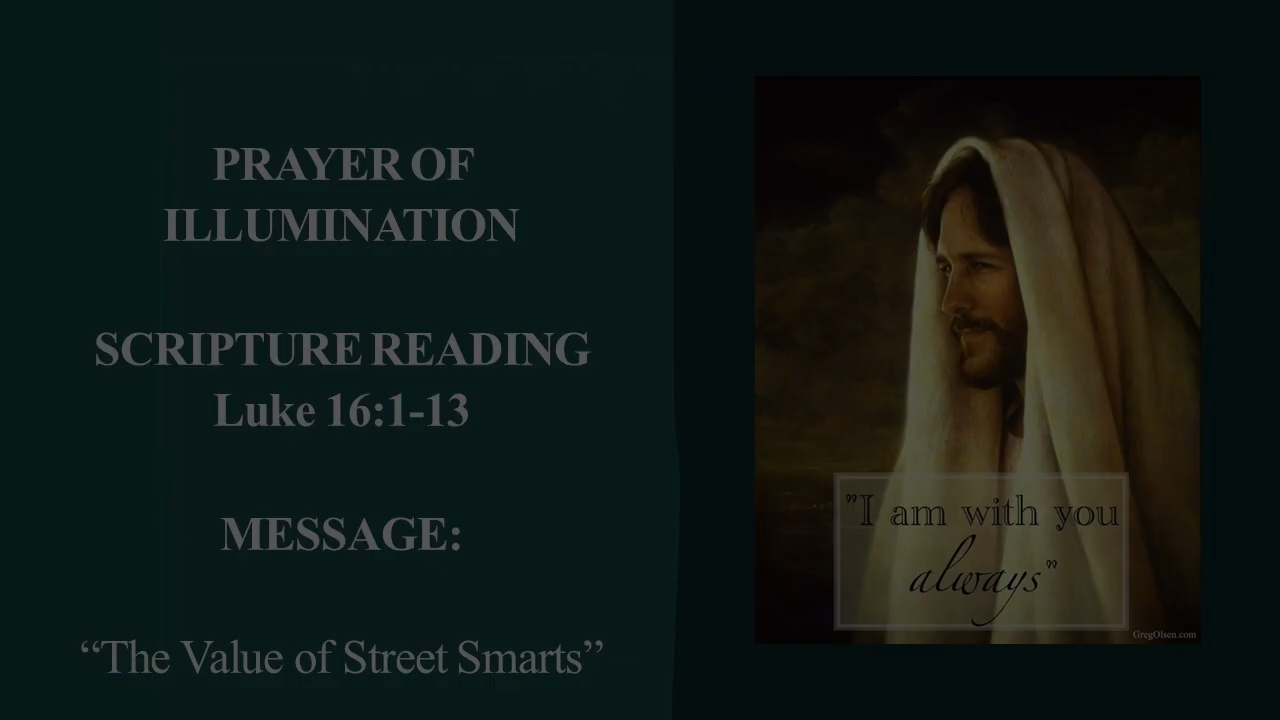 PRAYER OF
ILLUMINATION
SCRIPTURE READING
Luke 16:1-13
MESSAGE:
“The Value of Street Smarts”
"I am with you
always"
GregOlsen.com